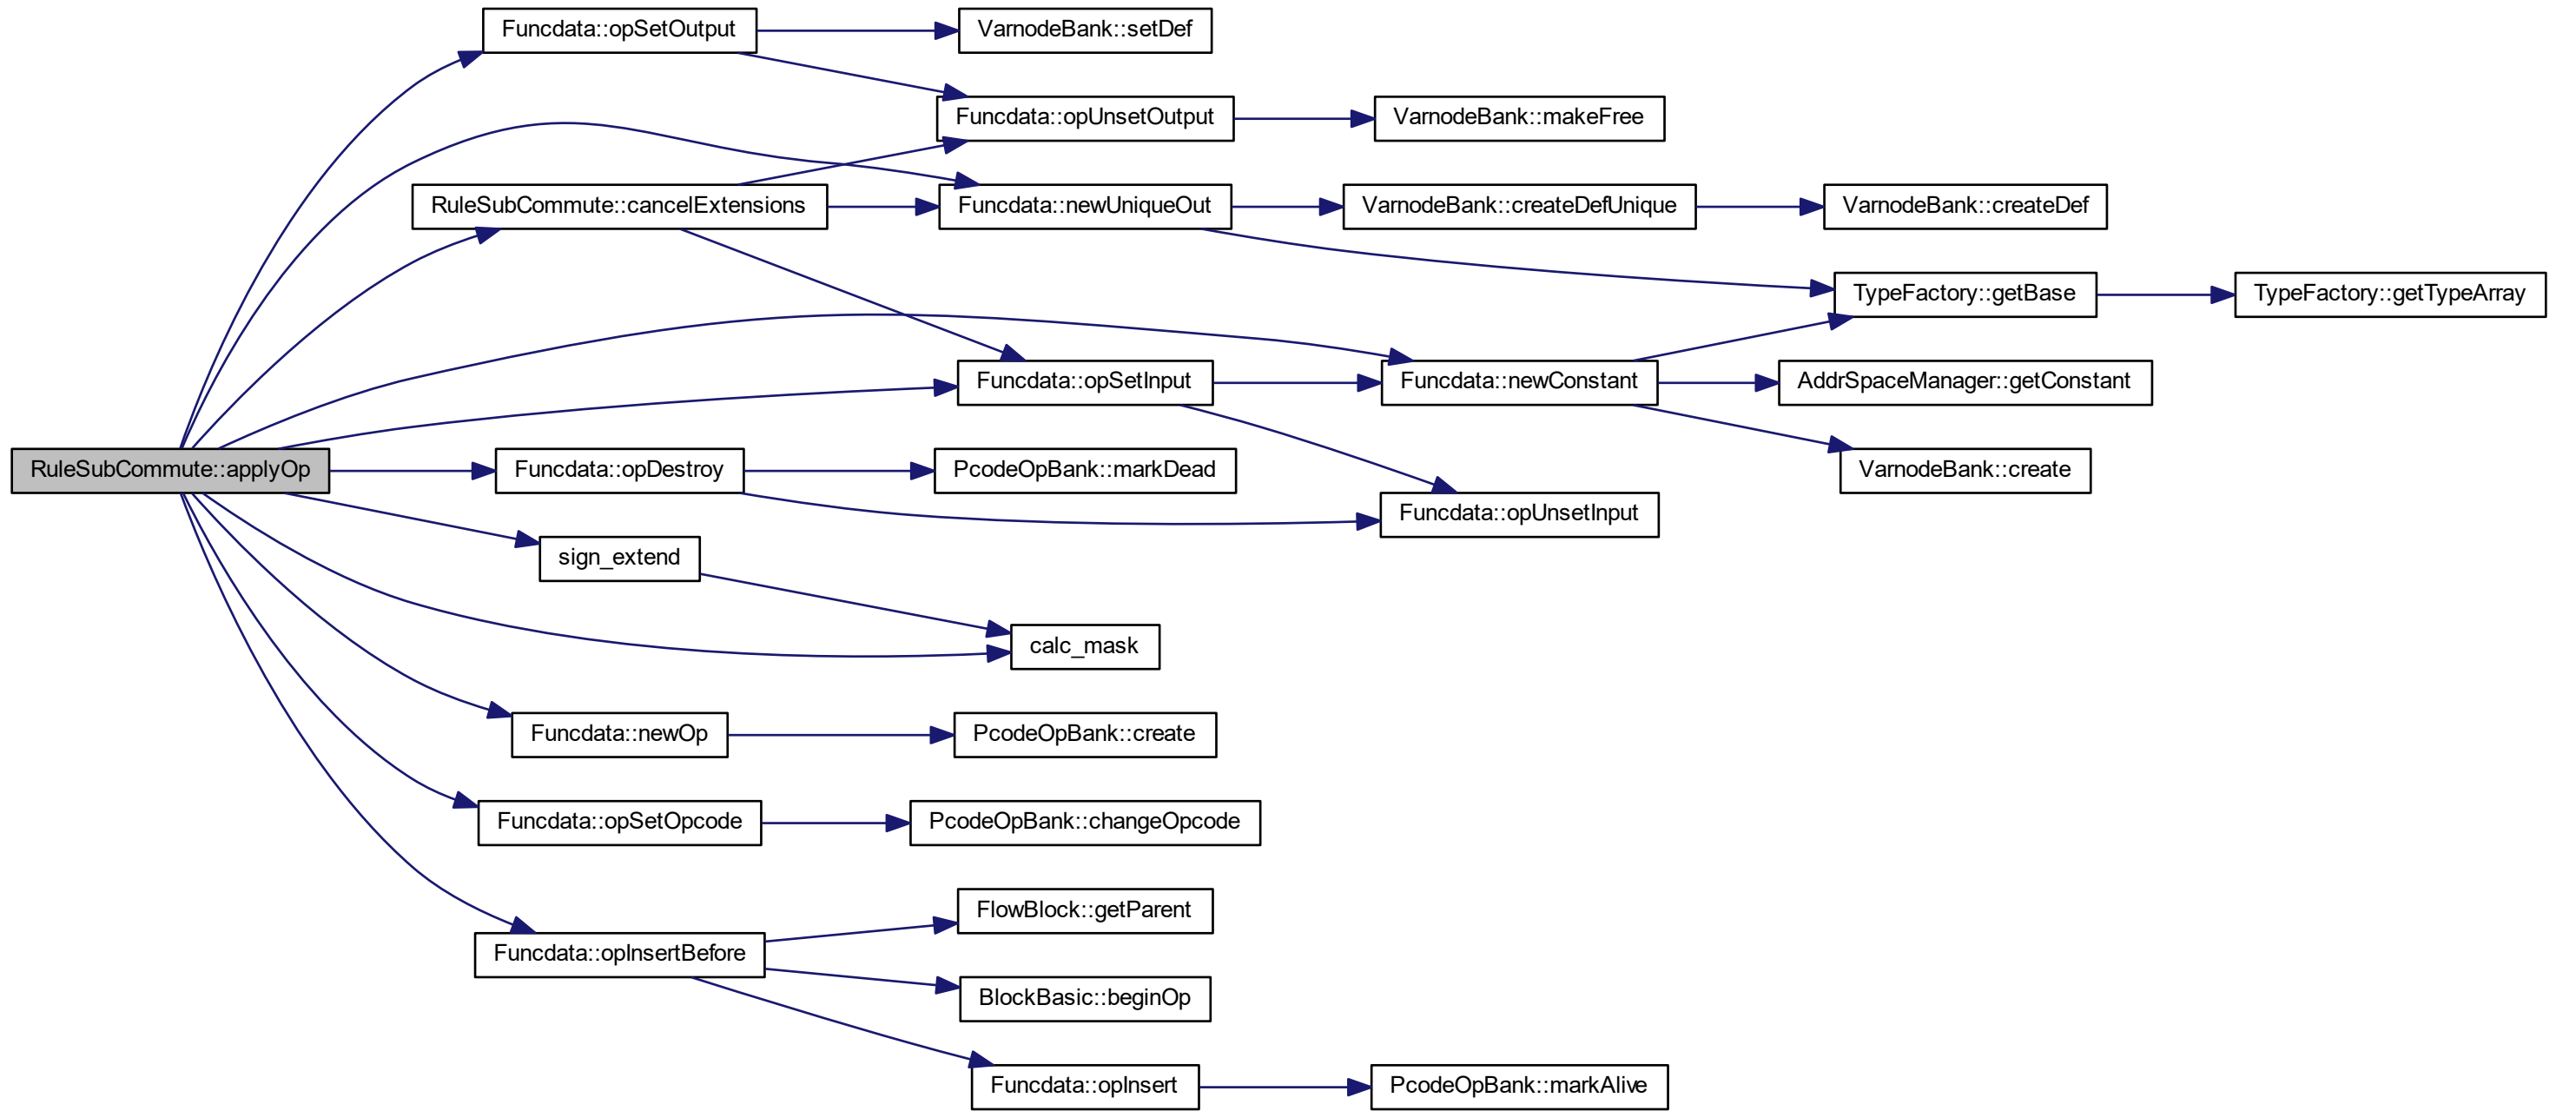 Funcdata::opSetOutput
VarnodeBank::setDef
Funcdata::opUnsetOutput
VarnodeBank::makeFree
RuleSubCommute::cancelExtensions
Funcdata::newUniqueOut
VarnodeBank::createDefUnique
VarnodeBank::createDef
TypeFactory::getBase
TypeFactory::getTypeArray
Funcdata::opSetInput
Funcdata::newConstant
AddrSpaceManager::getConstant
RuleSubCommute::applyOp
Funcdata::opDestroy
PcodeOpBank::markDead
VarnodeBank::create
Funcdata::opUnsetInput
sign_extend
calc_mask
Funcdata::newOp
PcodeOpBank::create
Funcdata::opSetOpcode
PcodeOpBank::changeOpcode
FlowBlock::getParent
Funcdata::opInsertBefore
BlockBasic::beginOp
Funcdata::opInsert
PcodeOpBank::markAlive